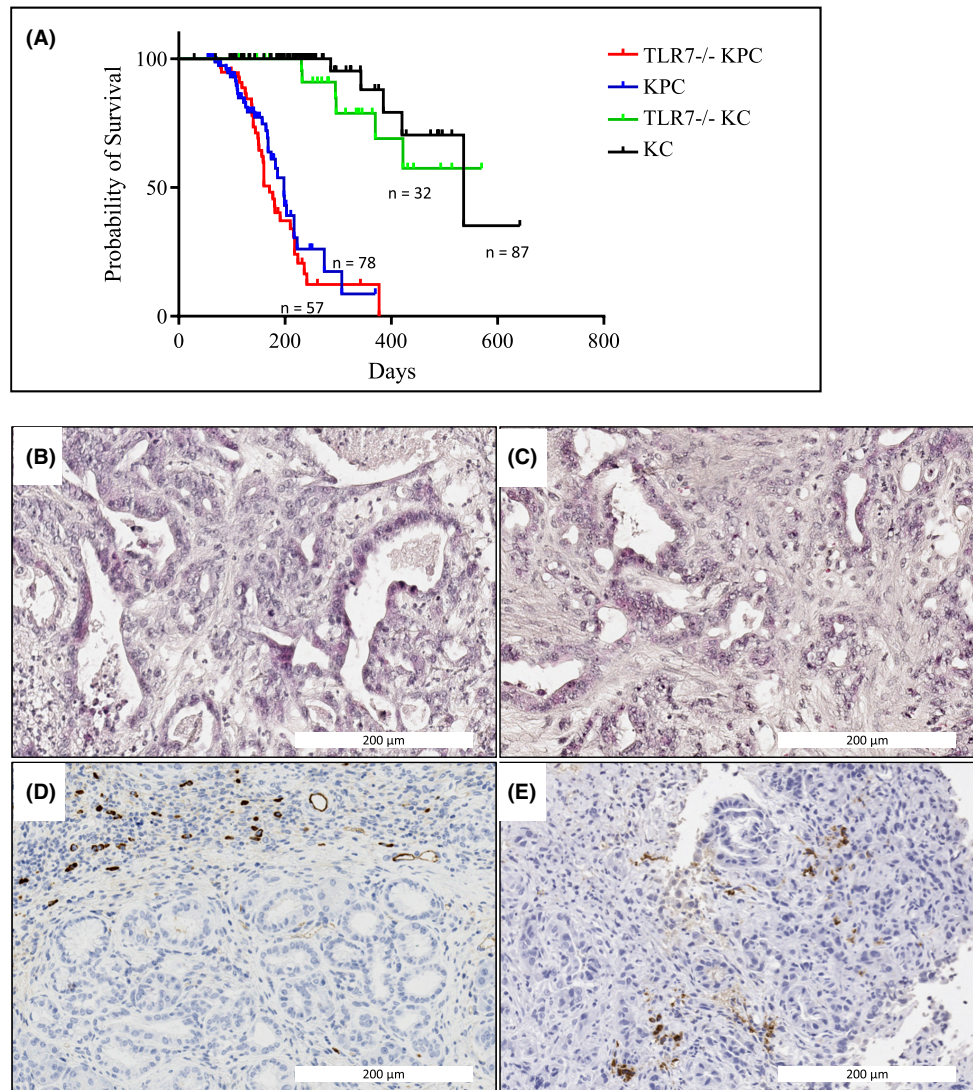 (A)
Probability of Survival
100
50
0
0 200 400 600 800
Days
n = 32
n = 87
n = 78
n = 57
TLR7-/- KPC
KPC
TLR7-/- KC
KC
(B)
200 µm
(C)
200 µm
(D)
200 µm
(E)
200 µm